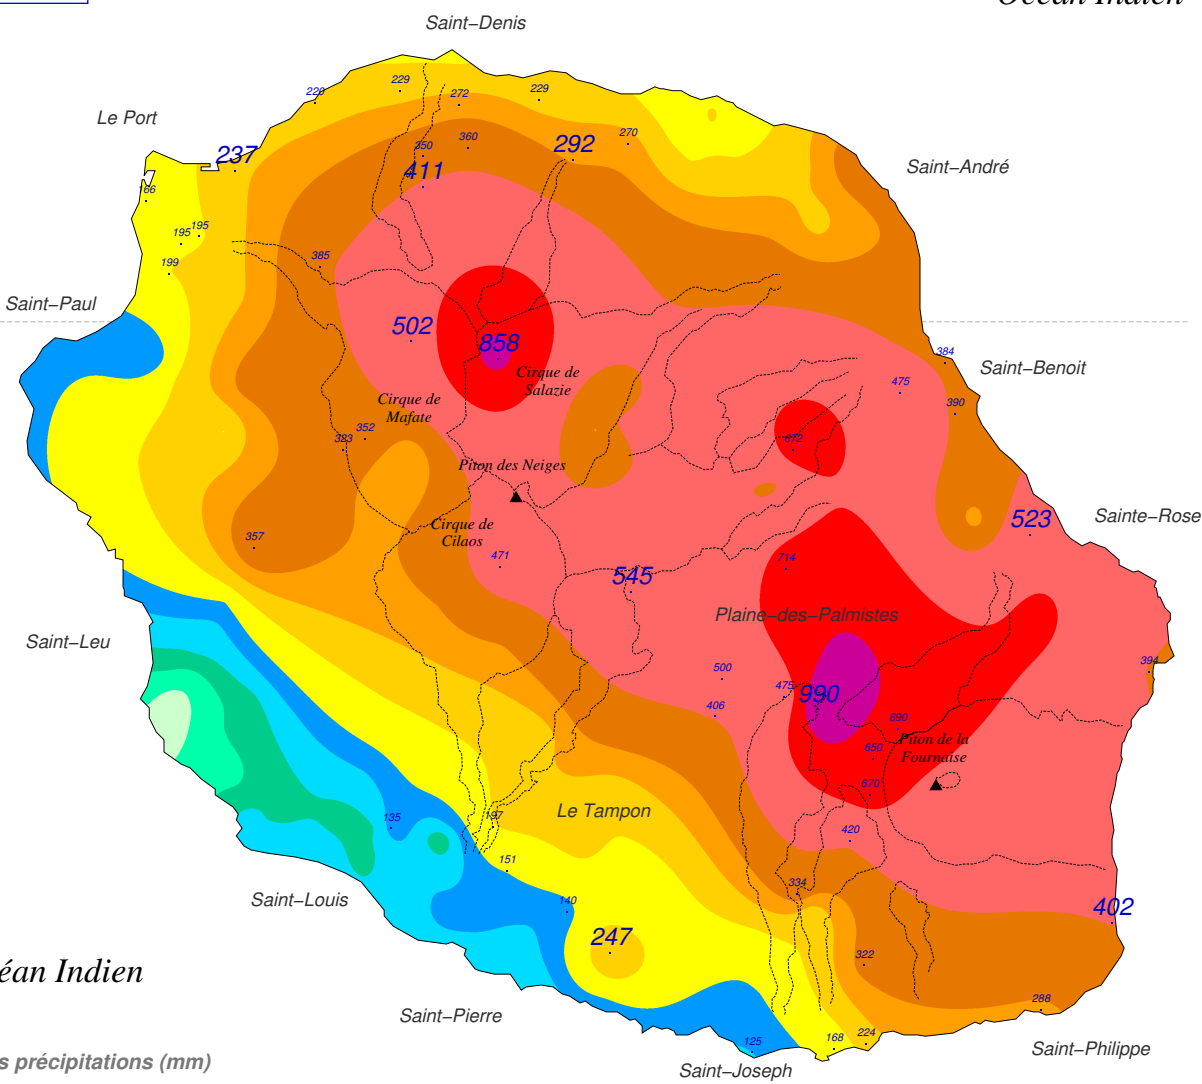 Océan Indien
Saint-Denis
Le Port
229
220
272
229
237
350
360
292
270
411
Saint-André
166
195
195
199
385
Saint-Paul
502
858
384
Saint-Benoit
Cirque de
Salazie
475
390
Cirque de
Mafate
352
323
672
Piton des Neiges
Cirque de
Cilaos
523
Sainte-Rose
357
471
545
714
Plaine-des-Palmistes
Saint-Leu
500
475
990
406
394
690
Piton de la
Fournaise
650
670
135
197
Le Tampon
420
151
334
Saint-Louis
140
402
247
322
éan Indien
288
Saint-Pierre
125
168
224
Saint-Philippe
s précipitations (mm)
Saint-Joseph